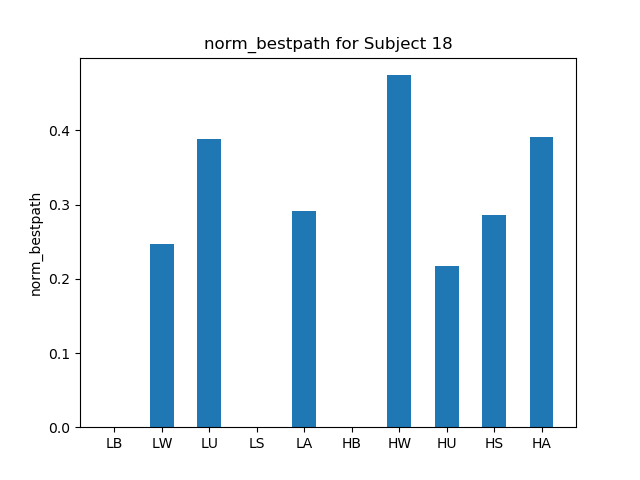 norm_bestpath for Subject 18
norm_bestpath
0.4
0.3
0.2
0.1
0.0
LB LW LU LS LA HB HW HU HS HA